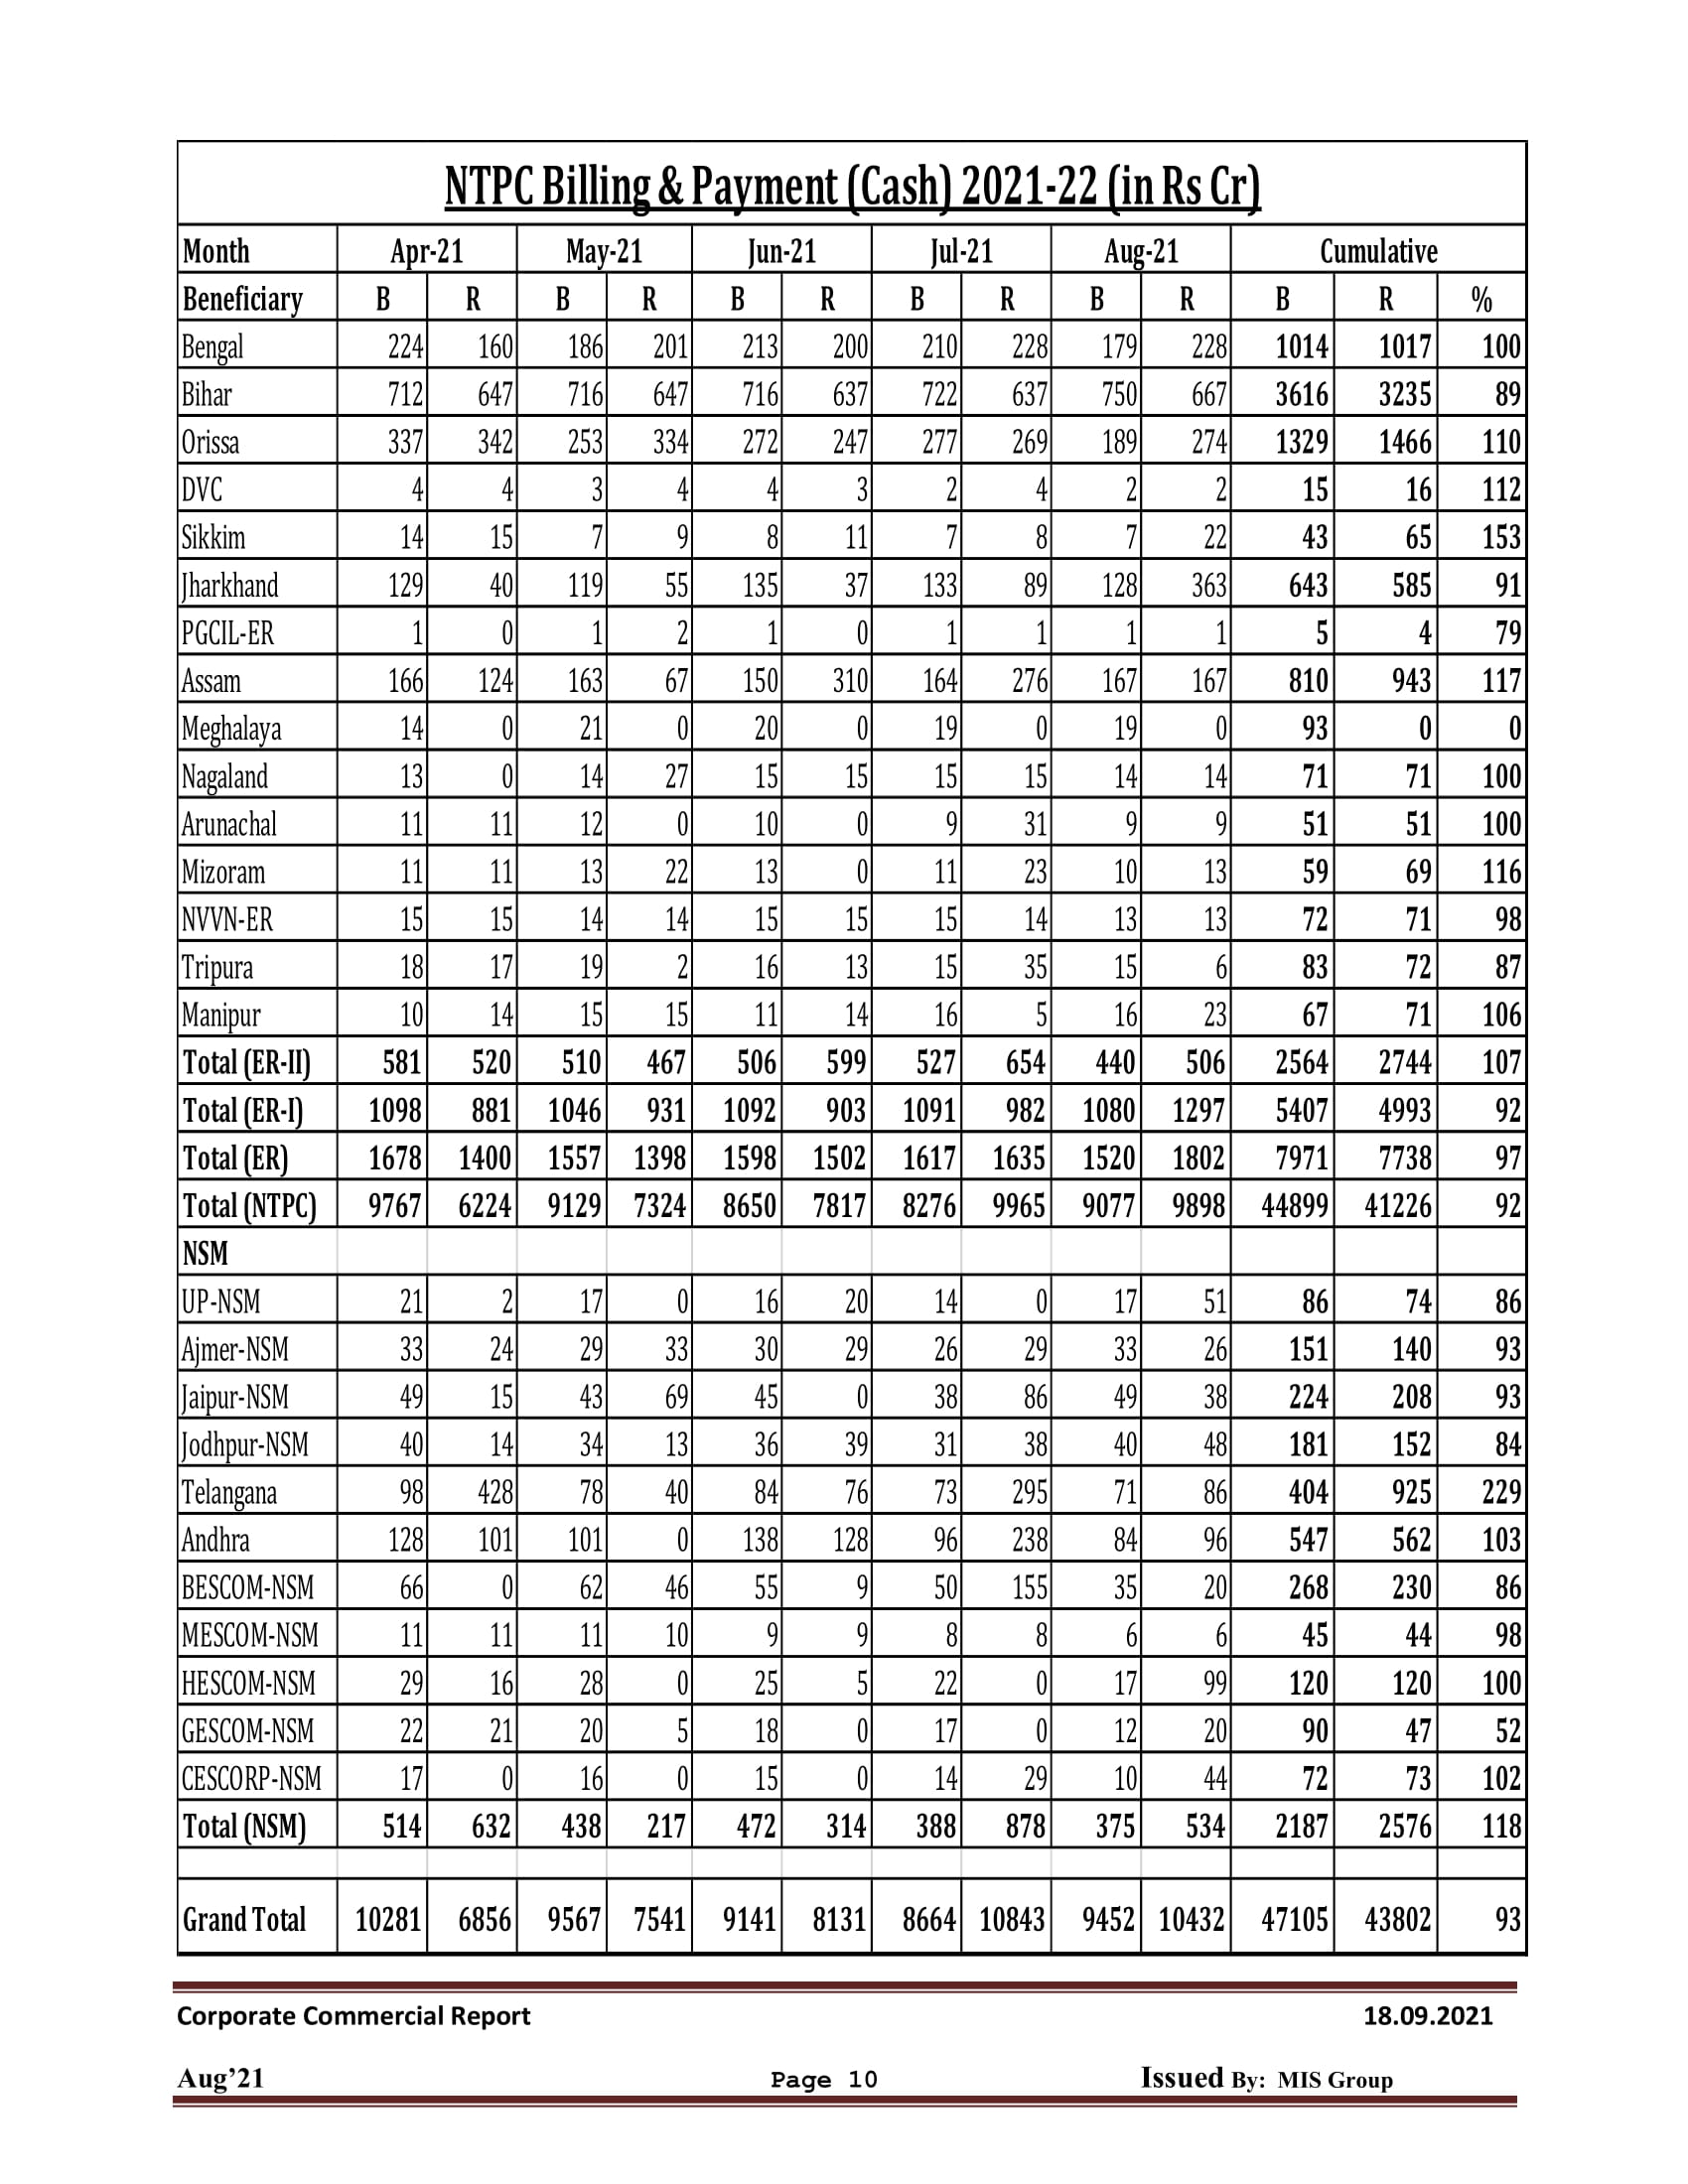 NTPC Billing & Payment (Cash) 2021-22 (in Rs Cr)
Month Apr-21 May-21 Jun-21 Jul-21 Aug-21 Cumulative
Beneficiary B R B R B R B R B R B R %
Bengal 224 160 186 201 213 200 210 228 179 228 1014 1017 100
Bihar 712 647 716 647 716 637 722 637 750 667 3616 3235 89
Orissa 337 342 253 334 272 247 277 269 189 274 1329 1466 110
DVC 4 4 3 4 4 3 2 4 2 2 15 16 112
Sikkim 14 15 7 9 8 11 7 8 7 22 43 65 153
Jharkhand 129 40 119 55 135 37 133 89 128 363 643 585 91
PGCIL-ER 1 0 1 2 1 0 1 1 1 1 5 4 79
Assam 166 124 163 67 150 310 164 276 167 167 810 943 117
Meghalaya 14 0 21 0 20 0 19 0 19 0 93 0 0
Nagaland 13 0 14 27 15 15 15 15 14 14 71 71 100
Arunachal 11 11 12 0 10 0 9 31 9 9 51 51 100
Mizoram 11 11 13 22 13 0 11 23 10 13 59 69 116
NVVN-ER 15 15 14 14 15 15 15 14 13 13 72 71 98
Tripura 18 17 19 2 16 13 15 35 15 6 83 72 87
Manipur 10 14 15 15 11 14 16 5 16 23 67 71 106
Total (ER-II) 581 520 510 467 506 599 527 654 440 506 2564 2744 107
Total (ER-I) 1098 881 1046 931 1092 903 1091 982 1080 1297 5407 4993 92
Total (ER) 1678 1400 1557 1398 1598 1502 1617 1635 1520 1802 7971 7738 97
Total (NTPC) 9767 6224 9129 7324 8650 7817 8276 9965 9077 9898 44899 41226 92
NSM
UP-NSM 21 2 17 0 16 20 14 0 17 51 86 74 86
Ajmer-NSM 33 24 29 33 30 29 26 29 33 26 151 140 93
Jaipur-NSM 49 15 43 69 45 0 38 86 49 38 224 208 93
Jodhpur-NSM 40 14 34 13 36 39 31 38 40 48 181 152 84
Telangana 98 428 78 40 84 76 73 295 71 86 404 925 229
Andhra 128 101 101 0 138 128 96 238 84 96 547 562 103
BESCOM-NSM 66 0 62 46 55 9 50 155 35 20 268 230 86
MESCOM-NSM 11 11 11 10 9 9 8 8 6 6 45 44 98
HESCOM-NSM 29 16 28 0 25 5 22 0 17 99 120 120 100
GESCOM-NSM 22 21 20 5 18 0 17 0 12 20 90 47 52
CESCORP-NSM 17 0 16 0 15 0 14 29 10 44 72 73 102
Total (NSM) 514 632 438 217 472 314 388 878 375 534 2187 2576 118
Grand Total 10281 6856 9567 7541 9141 8131 8664 10843 9452 10432 47105 43802 93
Corporate Commercial Report 18.09.2021
Aug’21 Page 10 Issued By: MIS Group